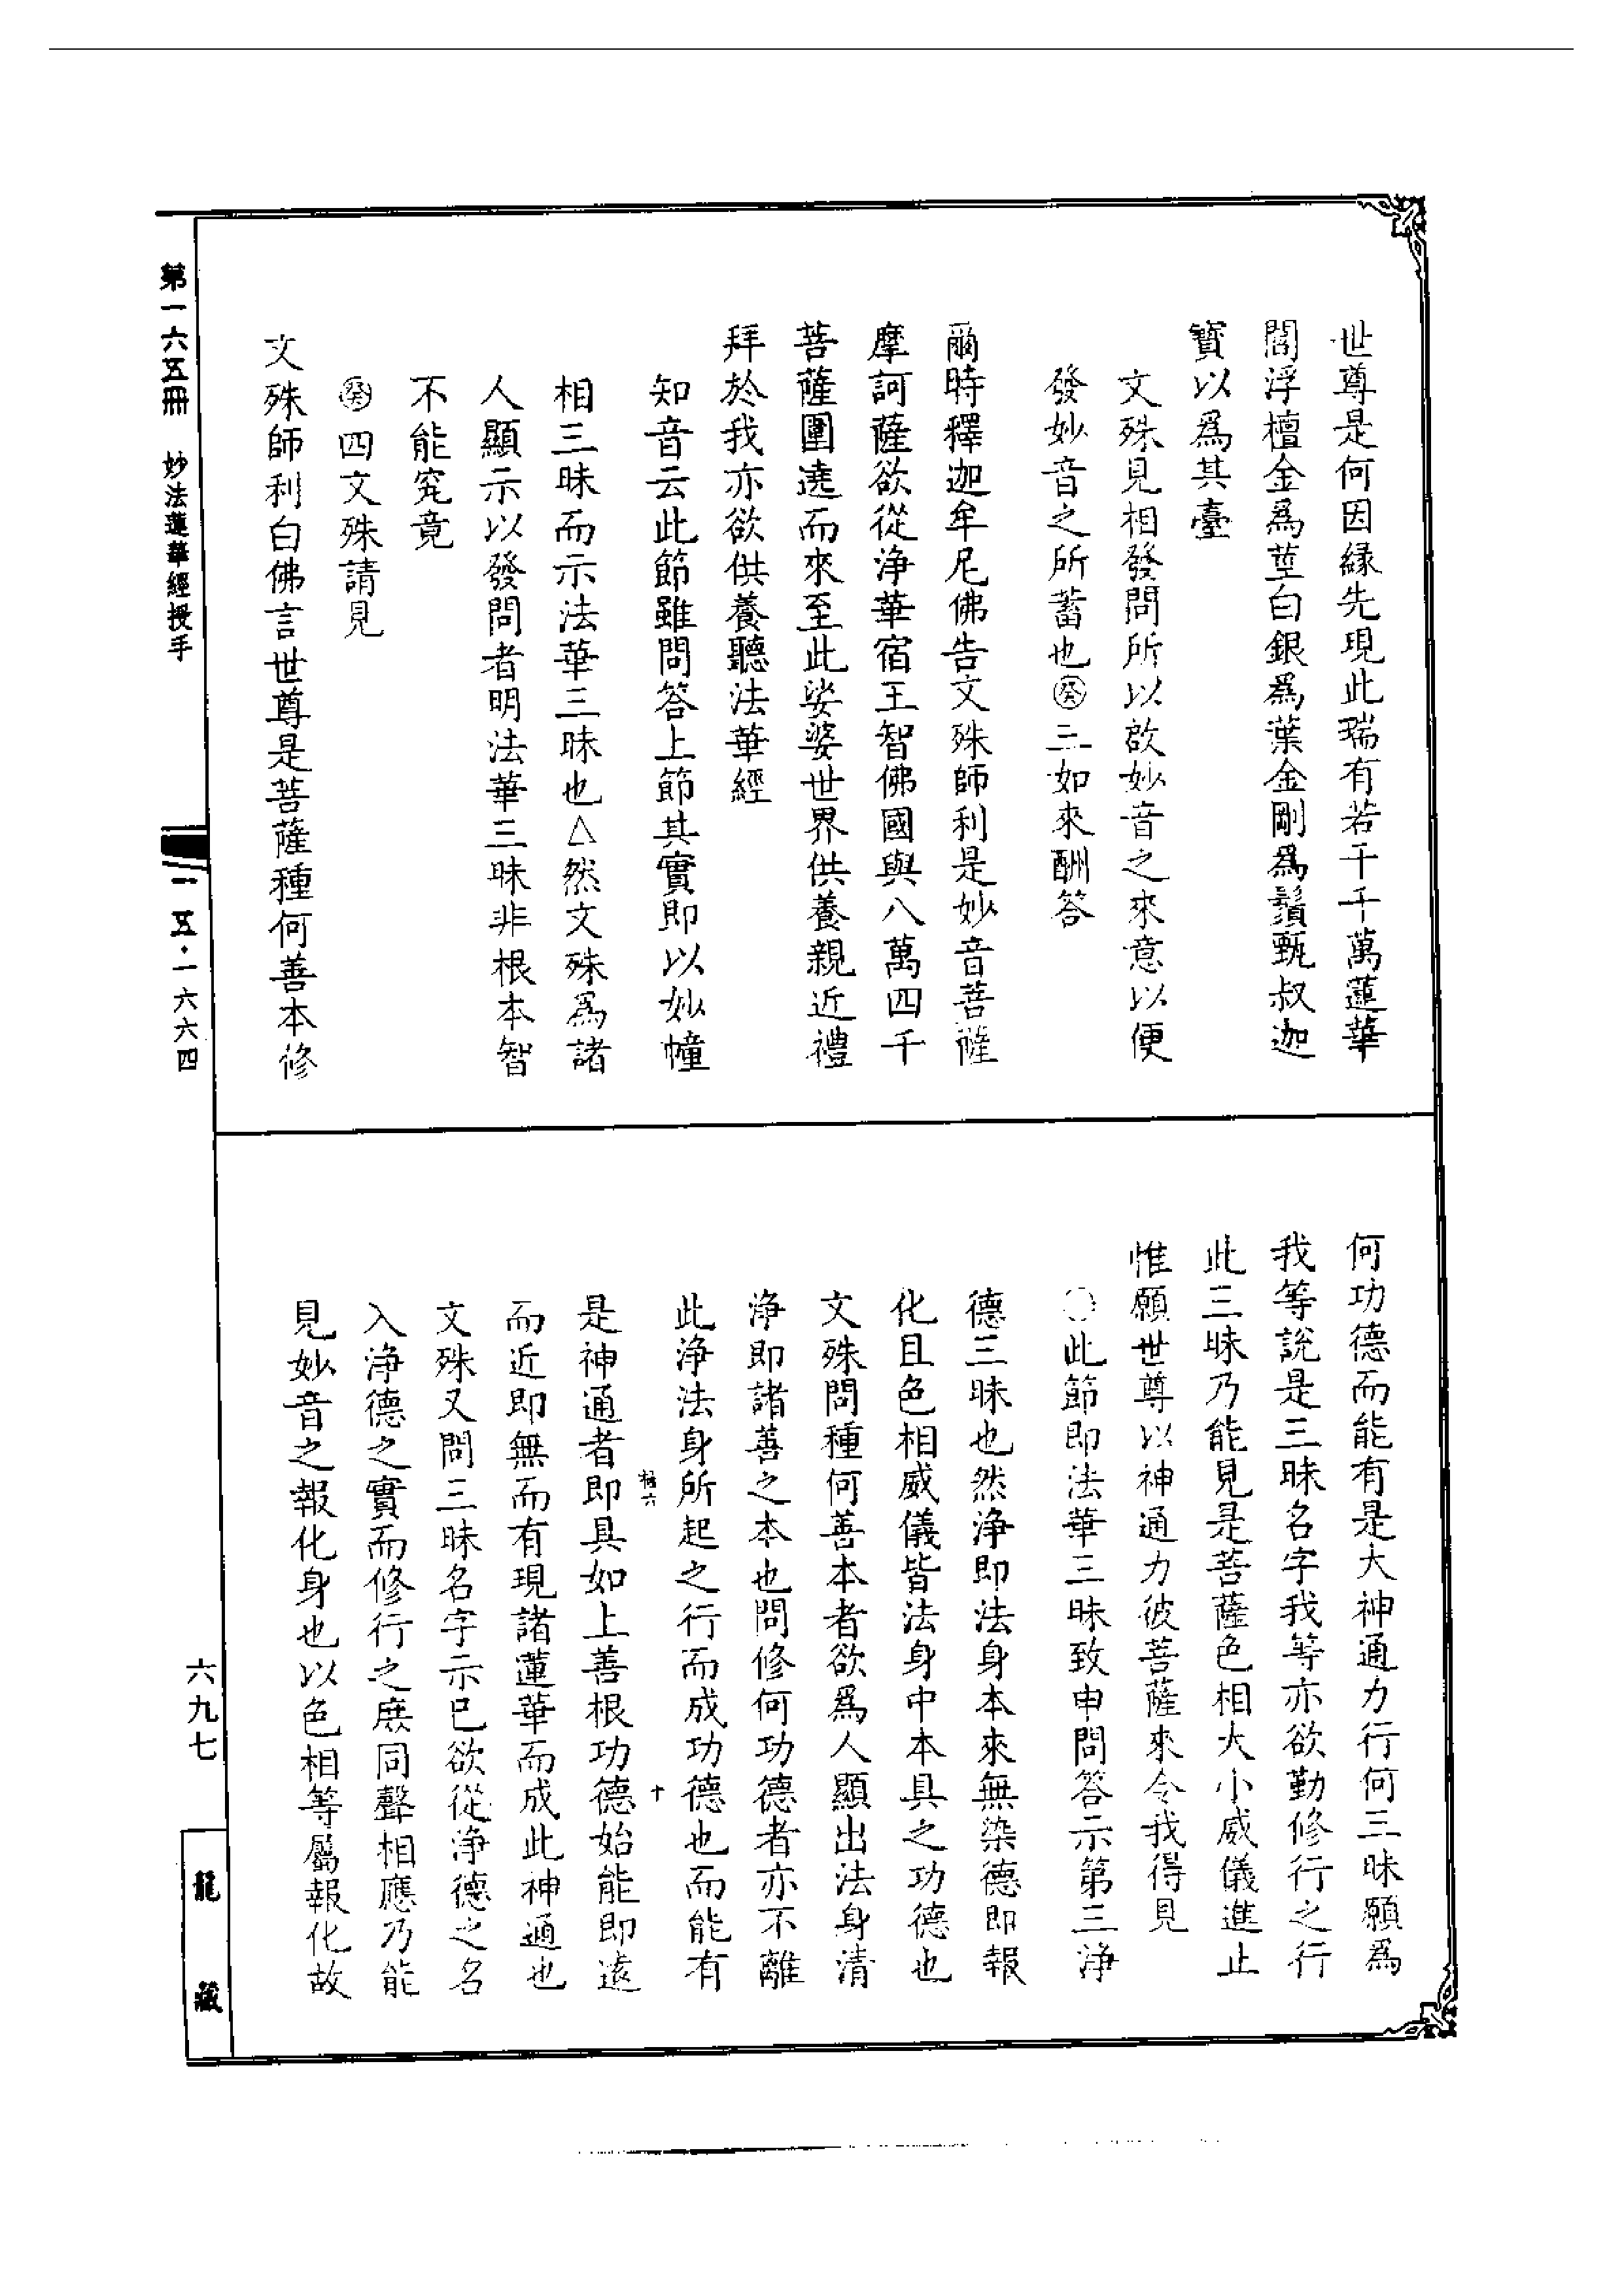 世尊是何因緣先現此瑞有若千千萬蓮華
閻浮檀金爲莖白銀爲葉金剛爲鬚甄叔迦
寶以爲其臺
文殊見相發問所以啟妙音之來意以便
發妙音之所蓄也㊋三如來酬答
爾時釋迦牟尼佛告文殊師利是妙音菩薩
摩訶薩欲從淨華宿王智佛國與八萬四千
菩薩圍遶而來至此娑婆世界供養親近禮
拜於我亦欲供養聽法華經
知音云此節雖問答上節其實即以妙幢
相三昧而示法華三昧也△然文殊爲諸
人顯示以發問者明法華三昧非根本智
不能究竟
癸四文殊請見
文殊師利白佛言世尊是菩薩種何善本修
何功德而能有是大神通力行何三昧願爲
我等說是三昧名字我等亦欲勤修行之行
此三昧乃能見是菩薩色相大小威儀進止
惟願世尊以神通力彼菩薩來令我得見
○此節即法華三昧致申問答示第三淨
德三昧也然淨即法身本來無染德即報
化且色相威儀皆法身中本具之功德也
文殊問種何善本者欲爲人顯出法身清
淨即諸善之本也問修何功德者亦不離
此淨法身所起之行而成功德也而能有
是神通者即具如上善根功德始能即遠
而近即無而有現諸蓮華而成此神通也
文殊又問三昧名字示已欲從淨德之名
入淨德之實而修行之庶同聲相應乃能
見妙音之報化身也以色相等屬報化故
十
第一六五冊 妙法蓮華經授手
一五·一六六四
六九七
龍藏